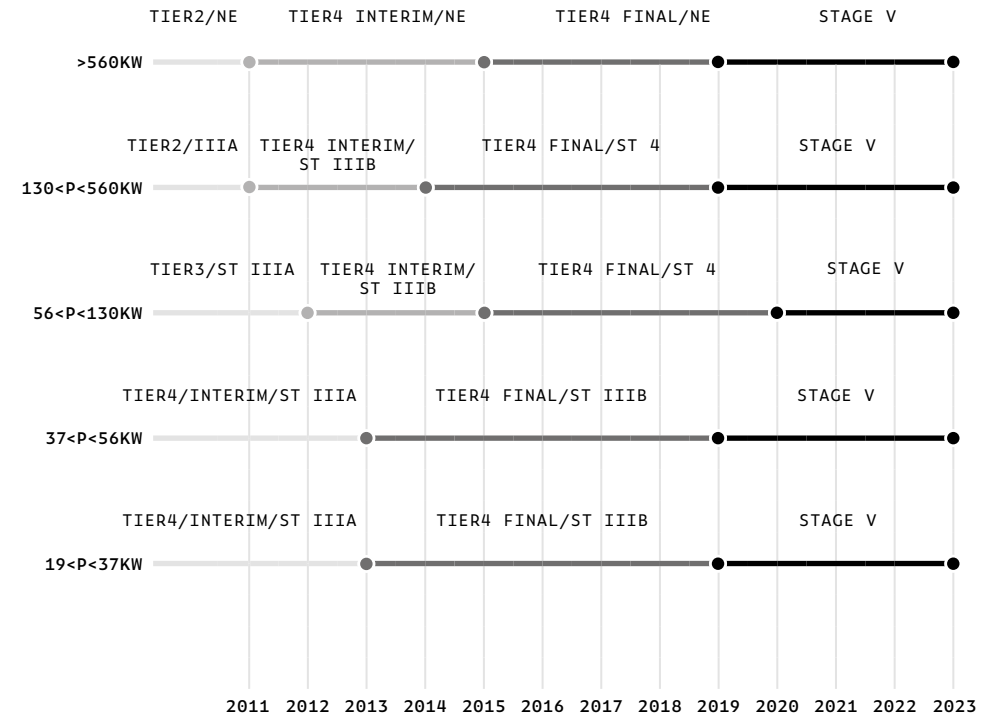 TIER2/NE TIER4 INTERIM/NE TIER4 FINAL/NE STAGE V
>560KW
TIER2/IIIA TIER4 INTERIM/ TIER4 FINAL/ST 4 STAGE V
ST IIIB
130<P<560KW
TIER3/ST IIIA TIER4 INTERIM/ TIER4 FINAL/ST 4 STAGE V
ST IIIB
56<P<130KW
TIER4/INTERIM/ST IIIA TIER4 FINAL/ST IIIB STAGE V
37<P<56KW
TIER4/INTERIM/ST IIIA TIER4 FINAL/ST IIIB STAGE V
19<P<37KW
2011 2012 2013 2014 2015 2016 2017 2018 2019 2020 2021 2022 2023